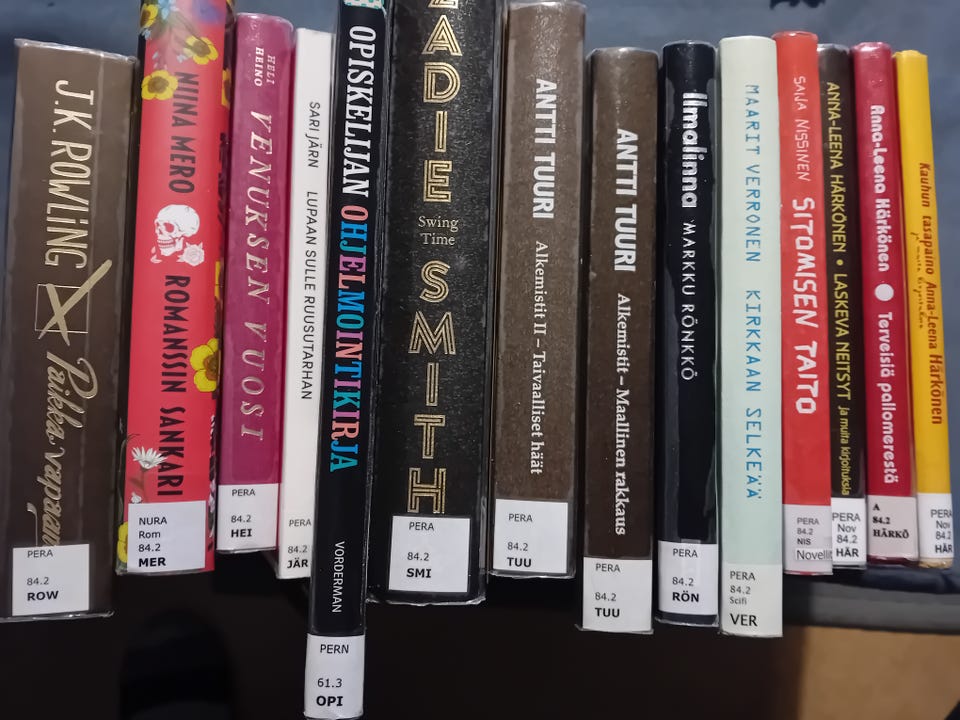 J.K. ROWLING
Paikka vapaana
PERA
84.2
ROW
NIINA MERO
ROMANSSIN SANKARI
NURA
Rom
84.2
MER
HELI
HEINO
VENUKSEN VUOSI
PERA
84.2
HEI
SARI JÄRN
LUPAAN SULLE RUUSUTARHAN
PERA
84.2
JÄR
OPISKELIJAN OHJELMOINTIKIRJA
VORDERMAN
PERN
61.3
OPI
ZADIE
Swing
Time
SMITH
PERA
84.2
SMI
ANTTI TUURI
Alkemistit II – Taivaalliset häät
PERA
84.2
TUU
ANTTI TUURI
Alkemistit – Maallinen rakkaus
PERA
84.2
TUU
Ilmalinna MARKKU RÖNKKÖ
PERA
84.2
RÖN
MAARIT VERRONEN KIRKKAAN SELKEÄÄ
PERA
84.2
Scifi
VER
SAIJA NISSINEN SITOMISEN TAITO
PERA
84.2
NIS
Novellit
ANNA-LEENA HÄRKÖNEN • LASKEVA NEITSYT ja muita kirjoituksia
PERA
Nov
84.2
HÄR
Anna-Leena Härkönen ● Terveisiä pallomerestä
A
84.2
HÄRKÖ
Kauhun tasapaino Anna-Leena Härkönen
ja muita kirjoituksia
PERA
Nov
84.2
HÄR